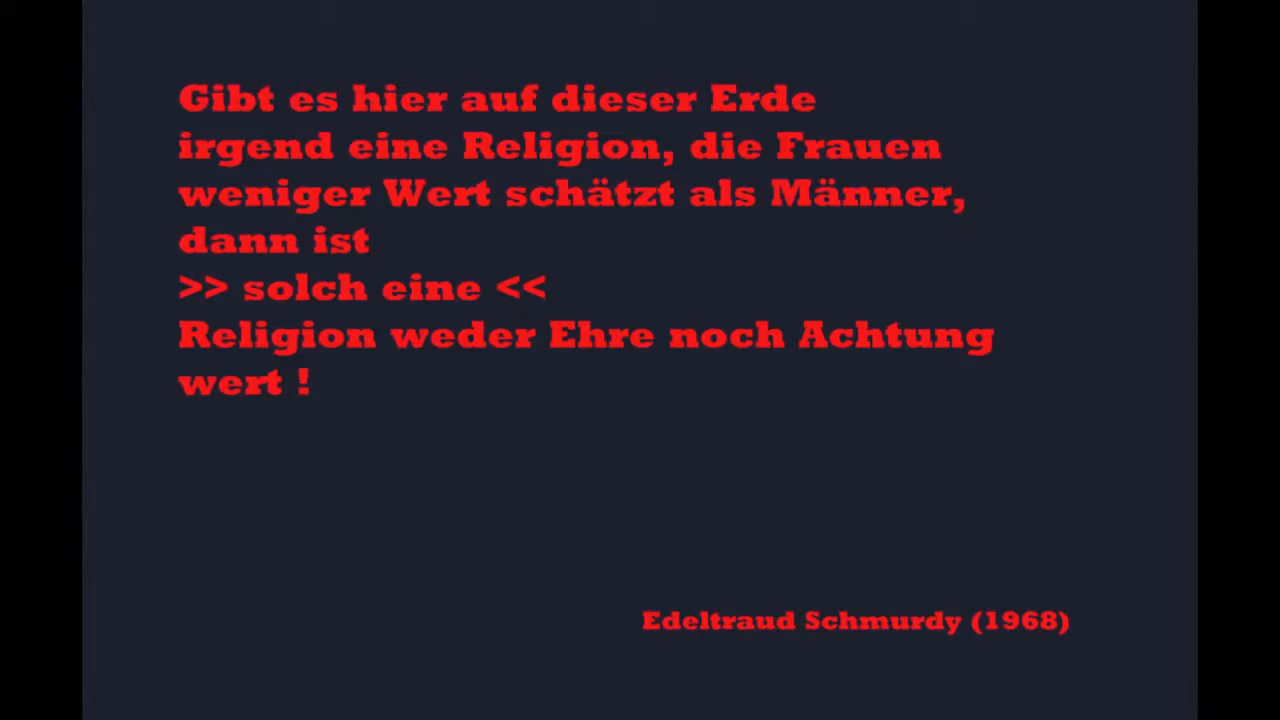 Gibt es hier auf dieser Erde
irgend eine Religion, die Frauen
weniger Wert schätzt als Männer,
dann ist
>> solch eine <<
Religion weder Ehre noch Achtung
wert !
Edeltraud Schmurdy (1968)